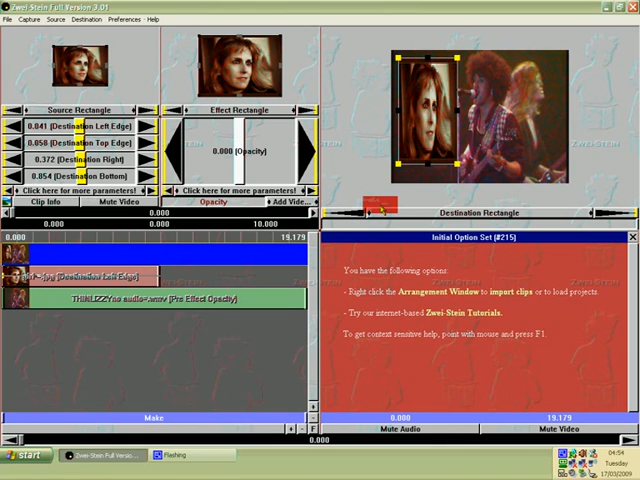 Zwei-Stein Full Version 3.01
File Capture Source Destination Preferences Help
Source Rectangle
Effect Rectangle
0.041 [Destination Left Edge]
0.058 [Destination Top Edge]
0.372 [Destination Right]
0.854 [Destination Bottom]
0.000 [Opacity]
Click here for more parameters!
Click here for more parameters!
Clip Info
Mute Video
Opacity
Add Vide...
Destination Rectangle
0.000
0.000
10.000
0.000
19.179
.jpg [Destination Left Edge]
THINLIZZYno audio=.wmv [Pre Effect Opacity]
Make
F
Initial Option Set [#215]
You have the following option:
- Right click the Arrangement Window to import clips or to load projects.
- Try our internet-based Zwei-Stein Tutorials.
To get context sensitive help, point with mouse and press F1.
0.000
19.179
Mute Audio
Mute Video
0.000
start
Zwei-Stein Full Versio...
Flashing
04:54
Tuesday
17/03/2009